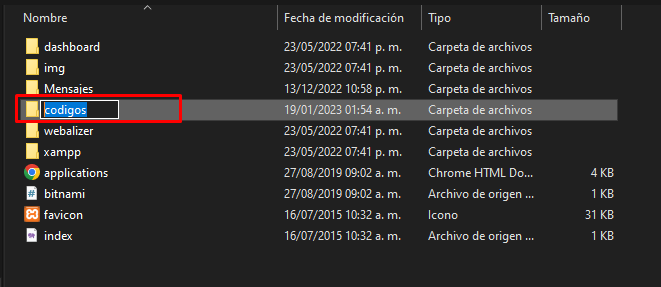 Nombre Fecha de modificación Tipo Tamaño
dashboard 23/05/2022 07:41 p. m. Carpeta de archivos
img 23/05/2022 07:41 p. m. Carpeta de archivos
Mensajes 13/12/2022 10:58 p. m. Carpeta de archivos
codigos 19/01/2023 01:54 a. m. Carpeta de archivos
webalizer 23/05/2022 07:41 p. m. Carpeta de archivos
xampp 23/05/2022 07:41 p. m. Carpeta de archivos
applications 27/08/2019 09:02 a. m. Chrome HTML Do... 4 KB
bitnami 27/08/2019 09:02 a. m. Archivo de origen ... 1 KB
favicon 16/07/2015 10:32 a. m. Icono 31 KB
index 16/07/2015 10:32 a. m. Archivo de origen ... 1 KB